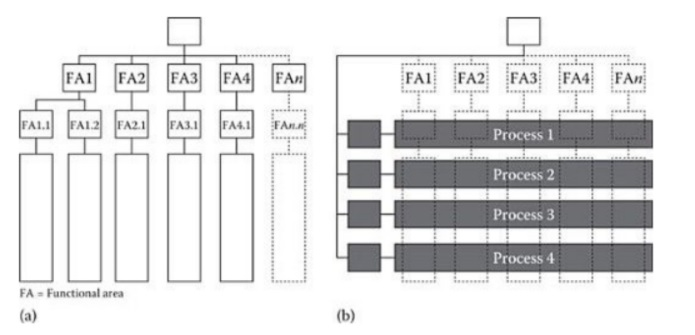 FA1 FA2 FA3 FA4 FAn
FA1.1 FA1.2 FA2.1 FA3.1 FA4.1 FAn.n
FA = Functional area
(a)
FA1 FA2 FA3 FA4 FAn
Process 1
Process 2
Process 3
Process 4
(b)